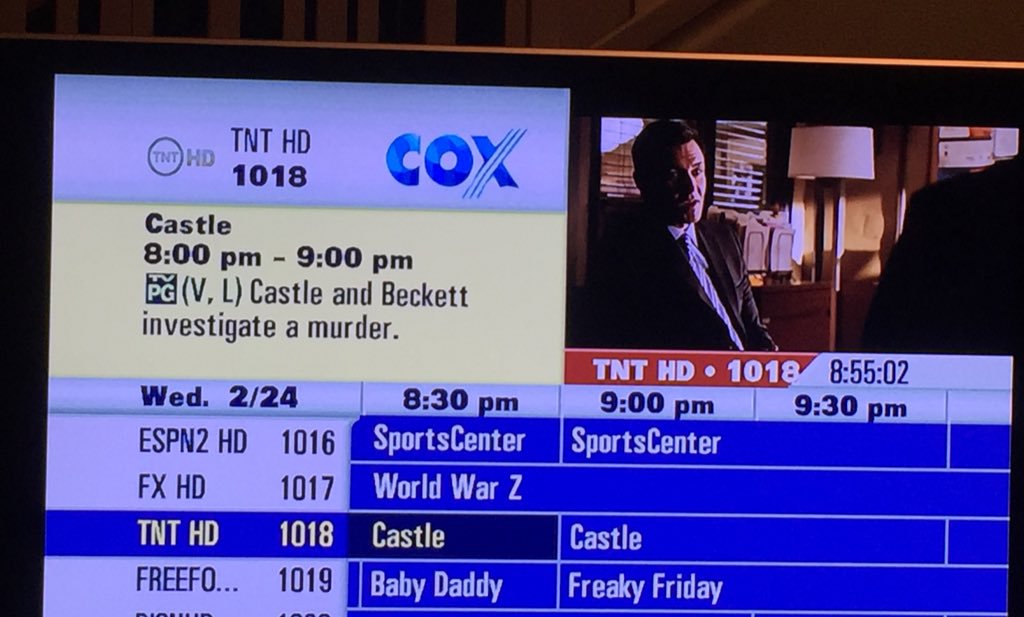 TNT HD
TNT HD
1018
COX
Castle
8:00 pm - 9:00 pm
TV PG (V, L) Castle and Beckett
investigate a murder.
TNT HD • 1018 8:55:02
Wed. 2/24 8:30 pm 9:00 pm 9:30 pm
ESPN2 HD 1016 SportsCenter SportsCenter
FX HD 1017 World War Z
TNT HD 1018 Castle Castle
FREEFO... 1019 Baby Daddy Freaky Friday